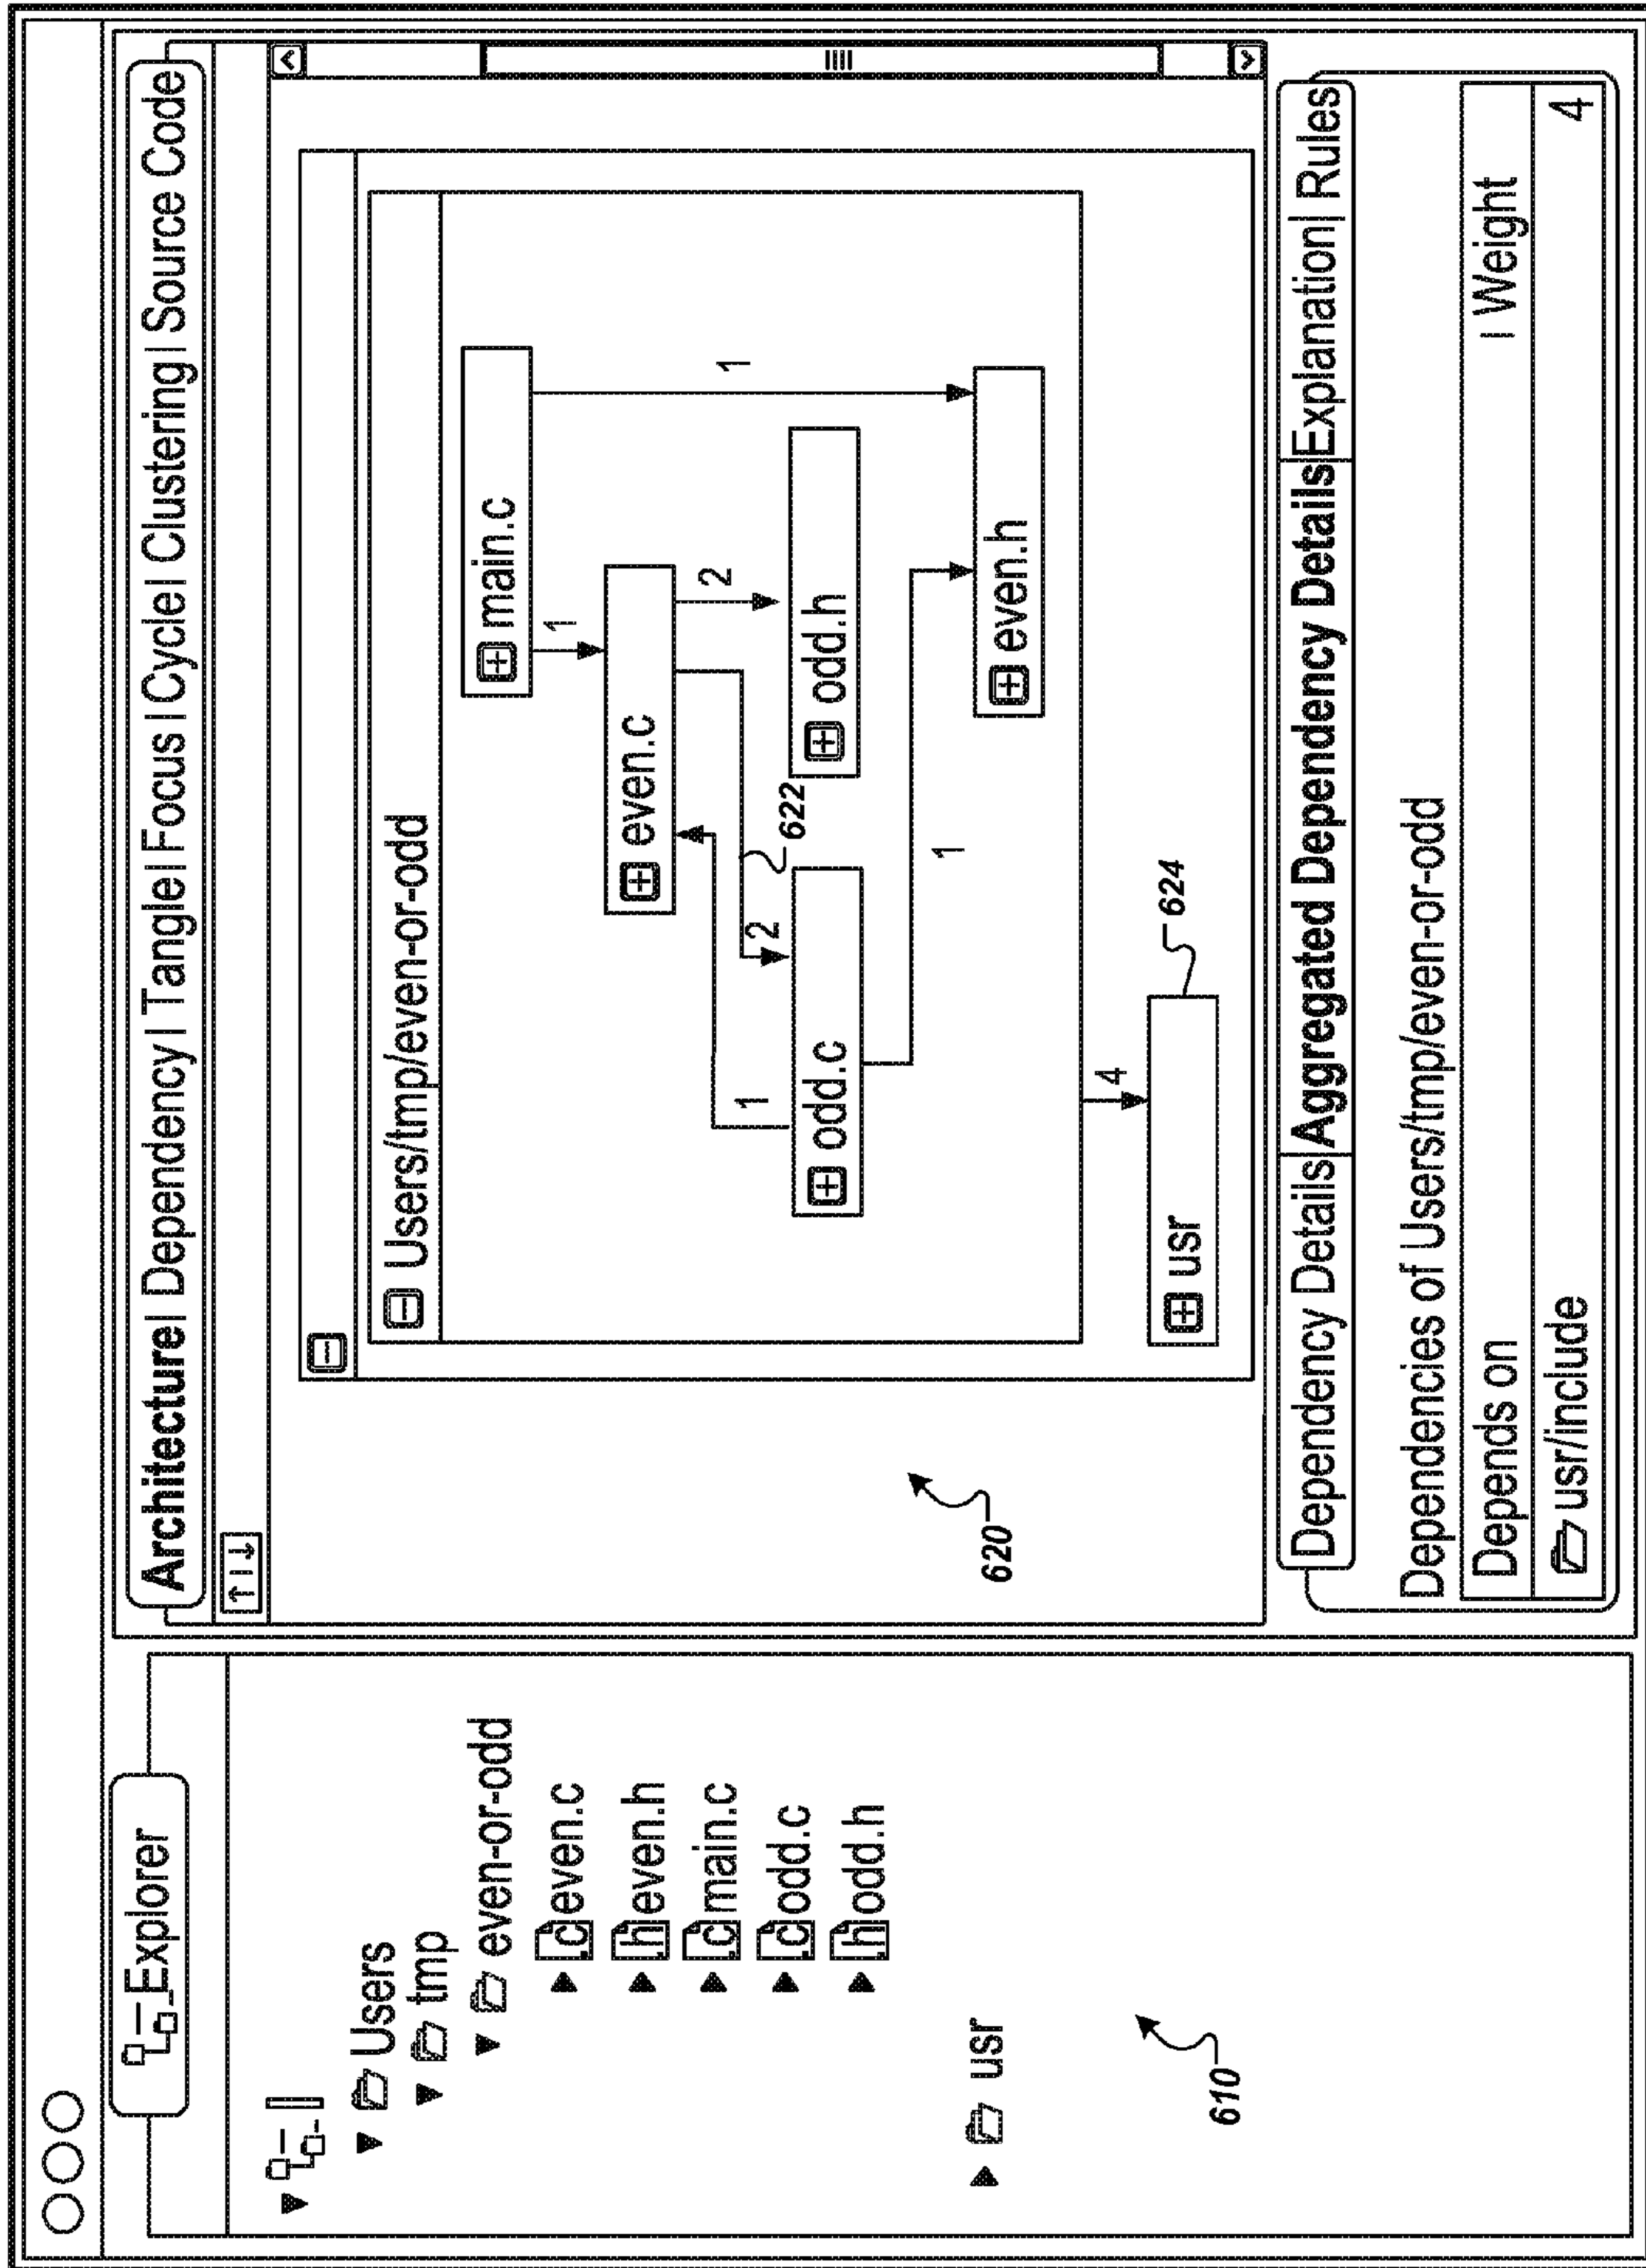 Explorer
Users
tmp
even-or-odd
.c even.c
.h even.h
.c main.c
.c odd.c
.h odd.h
usr
610
Architecture| Dependency| Tangle| Focus |Cycle| Clustering| Source Code
Users/tmp/even-or-odd
main.c
1
1
even.c
2
622
2
1
odd.c
odd.h
1
even.h
4
usr
624
620
Dependency Details Aggregated Dependency Details Explanation| Rules
Dependencies of Users/tmp/even-or-odd
Depends on | Weight
usr/include 4